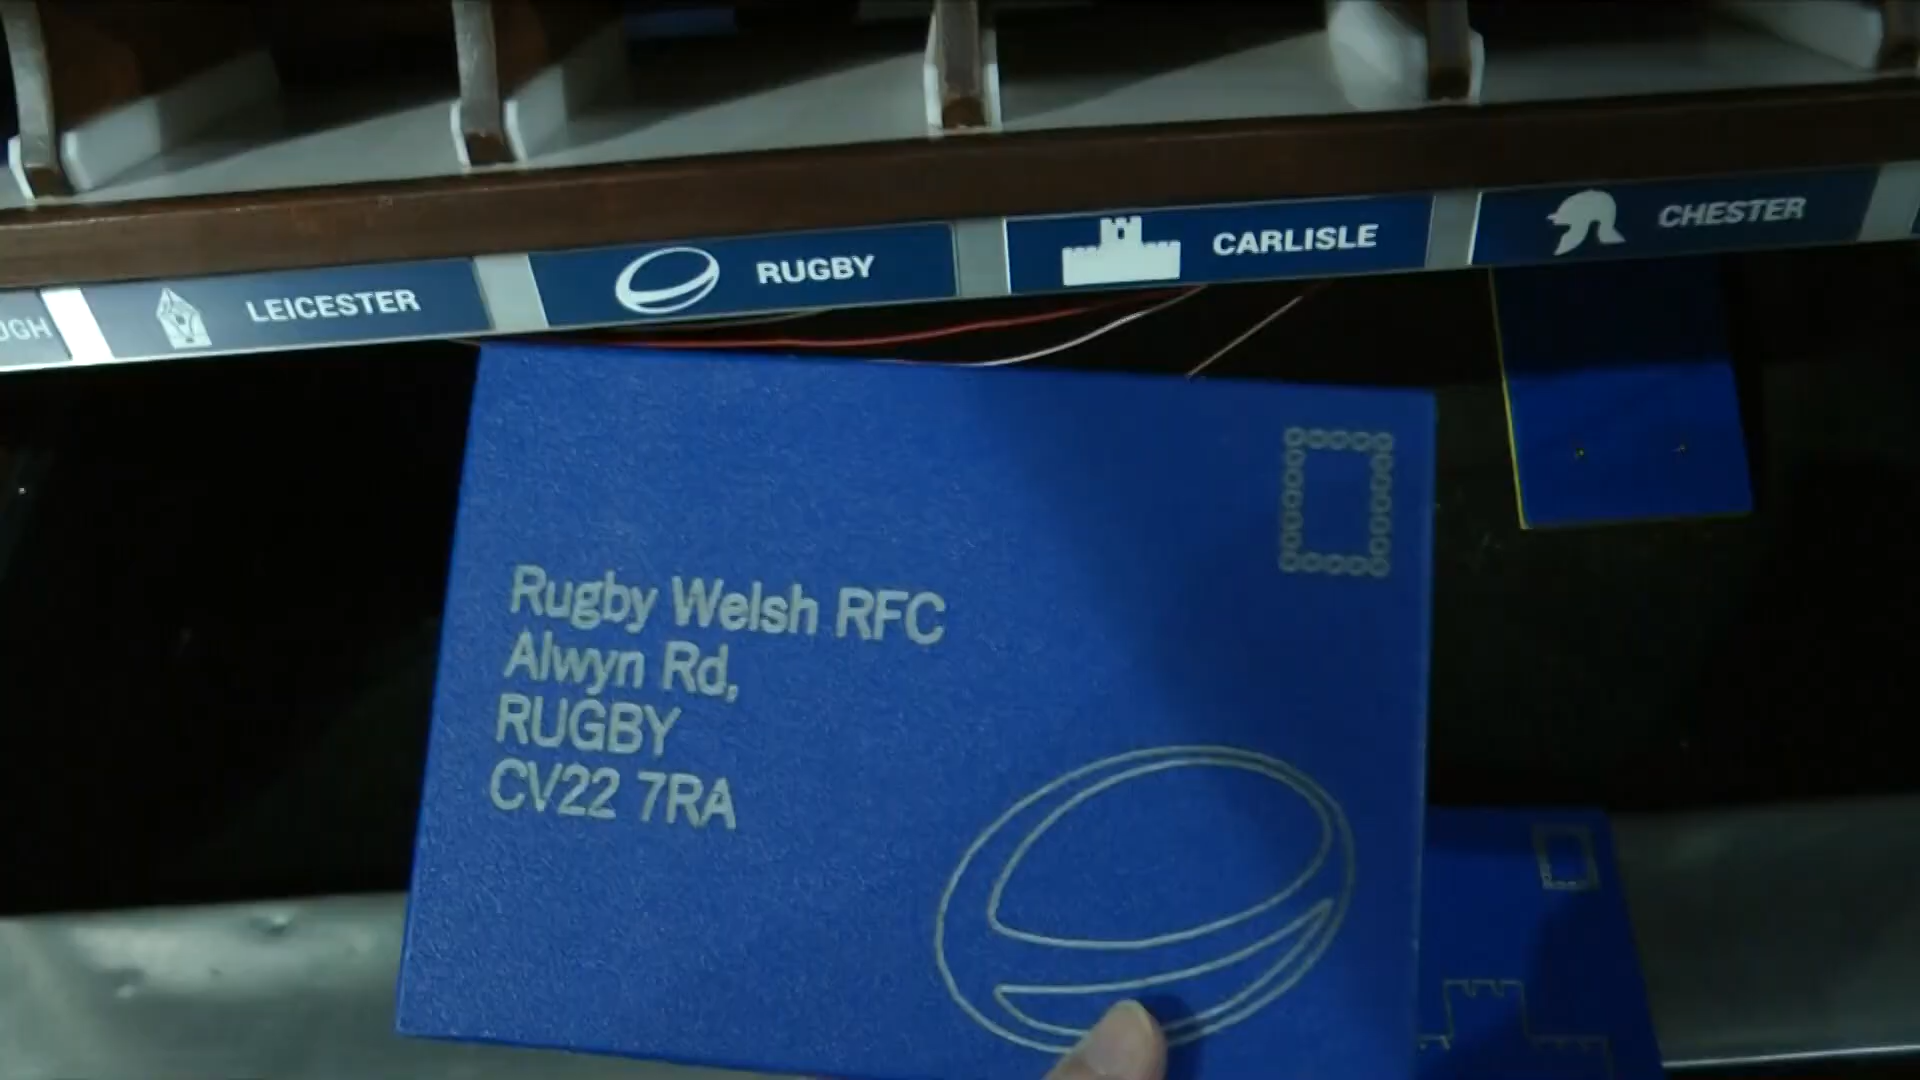 LEICESTER
RUGBY
CARLISLE
CHESTER
Rugby Welsh RFC
Alwyn Rd,
RUGBY
CV22 7RA